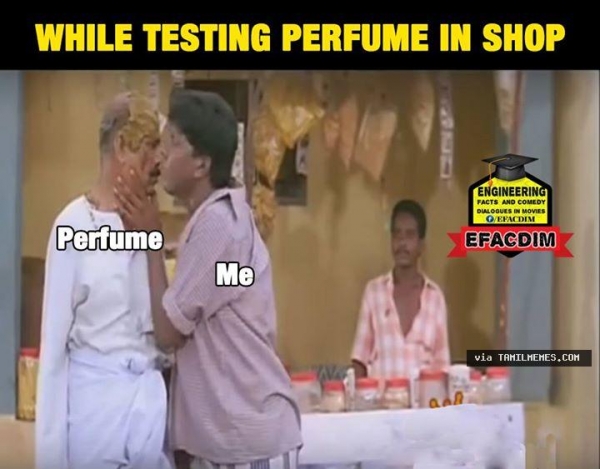 WHILE TESTING PERFUME IN SHOP
ENGINEERING
FACTS AND COMEDY
DIALOGUES IN MOVIES
f/EFACDIM
EFACDIM
Perfume
Me
via TAMILMEMES.COM